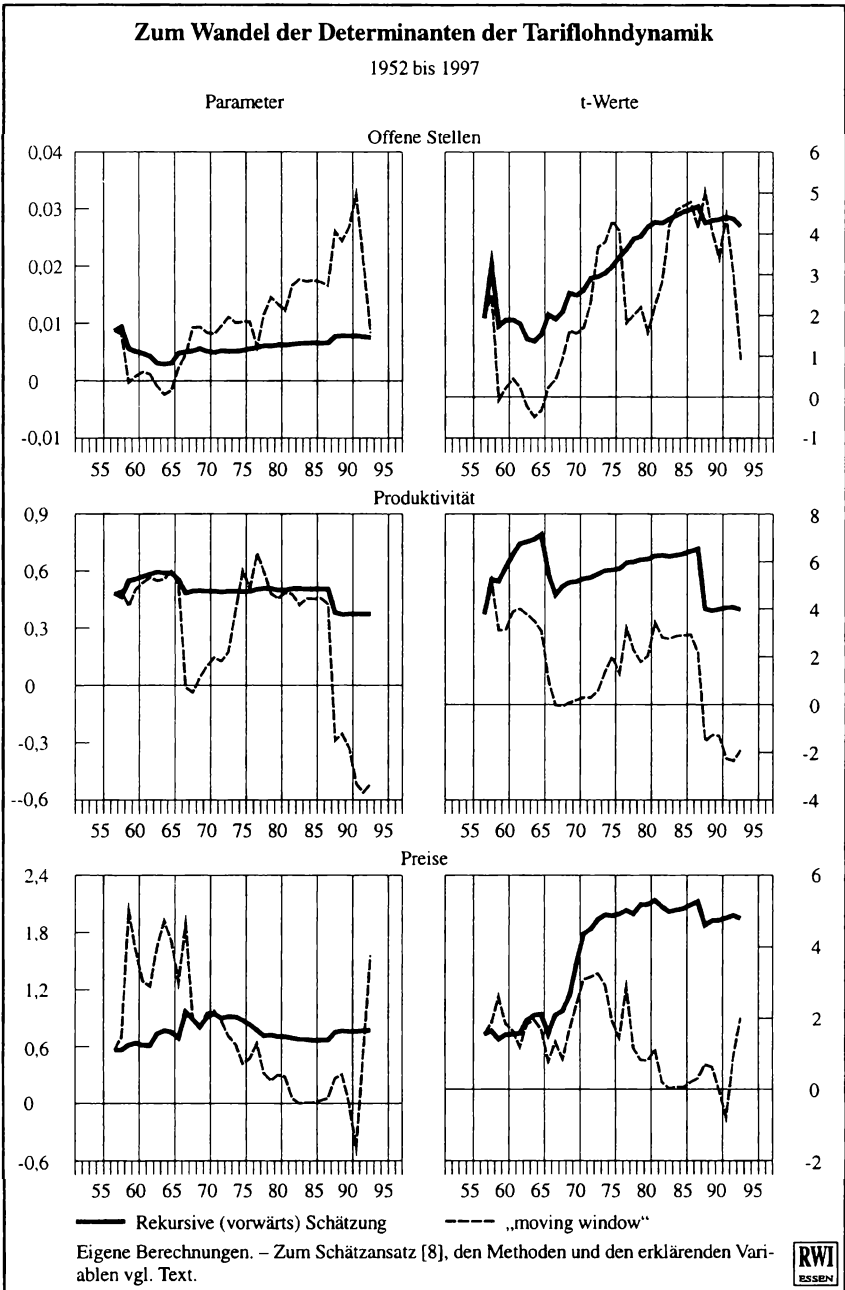 Zum Wandel der Determinanten der Tariflohndynamik
1952 bis 1997
Parameter
t-Werte
Offene Stellen
0,04
0,03
0,02
0,01
0
-0,01
6
5
4
3
2
1
0
-1
55 60 65 70 75 80 85 90 95
55 60 65 70 75 80 85 90 95
Produktivität
0,9
0,6
0,3
0
-0,3
--0,6
8
6
4
2
0
-2
-4
55 60 65 70 75 80 85 90 95
55 60 65 70 75 80 85 90 95
Preise
2,4
1,8
1,2
0,6
0
-0,6
6
4
2
0
-2
55 60 65 70 75 80 85 90 95
55 60 65 70 75 80 85 90 95
Rekursive (vorwärts) Schätzung
„moving window“
Eigene Berechnungen. – Zum Schätzansatz [8], den Methoden und den erklärenden Vari-
ablen vgl. Text.
RWI
ESSEN